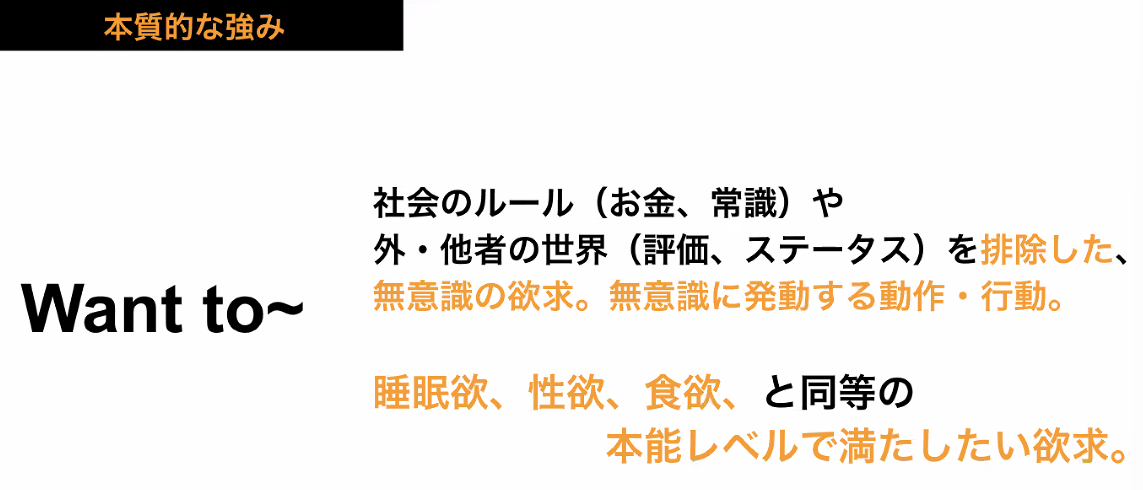 本質的な強み
社会のルール（お金、常識）や
外・他者の世界（評価、ステータス）を排除した、
無意識の欲求。無意識に発動する動作・行動。
Want to~
睡眠欲、性欲、食欲、と同等の
本能レベルで満たしたい欲求。